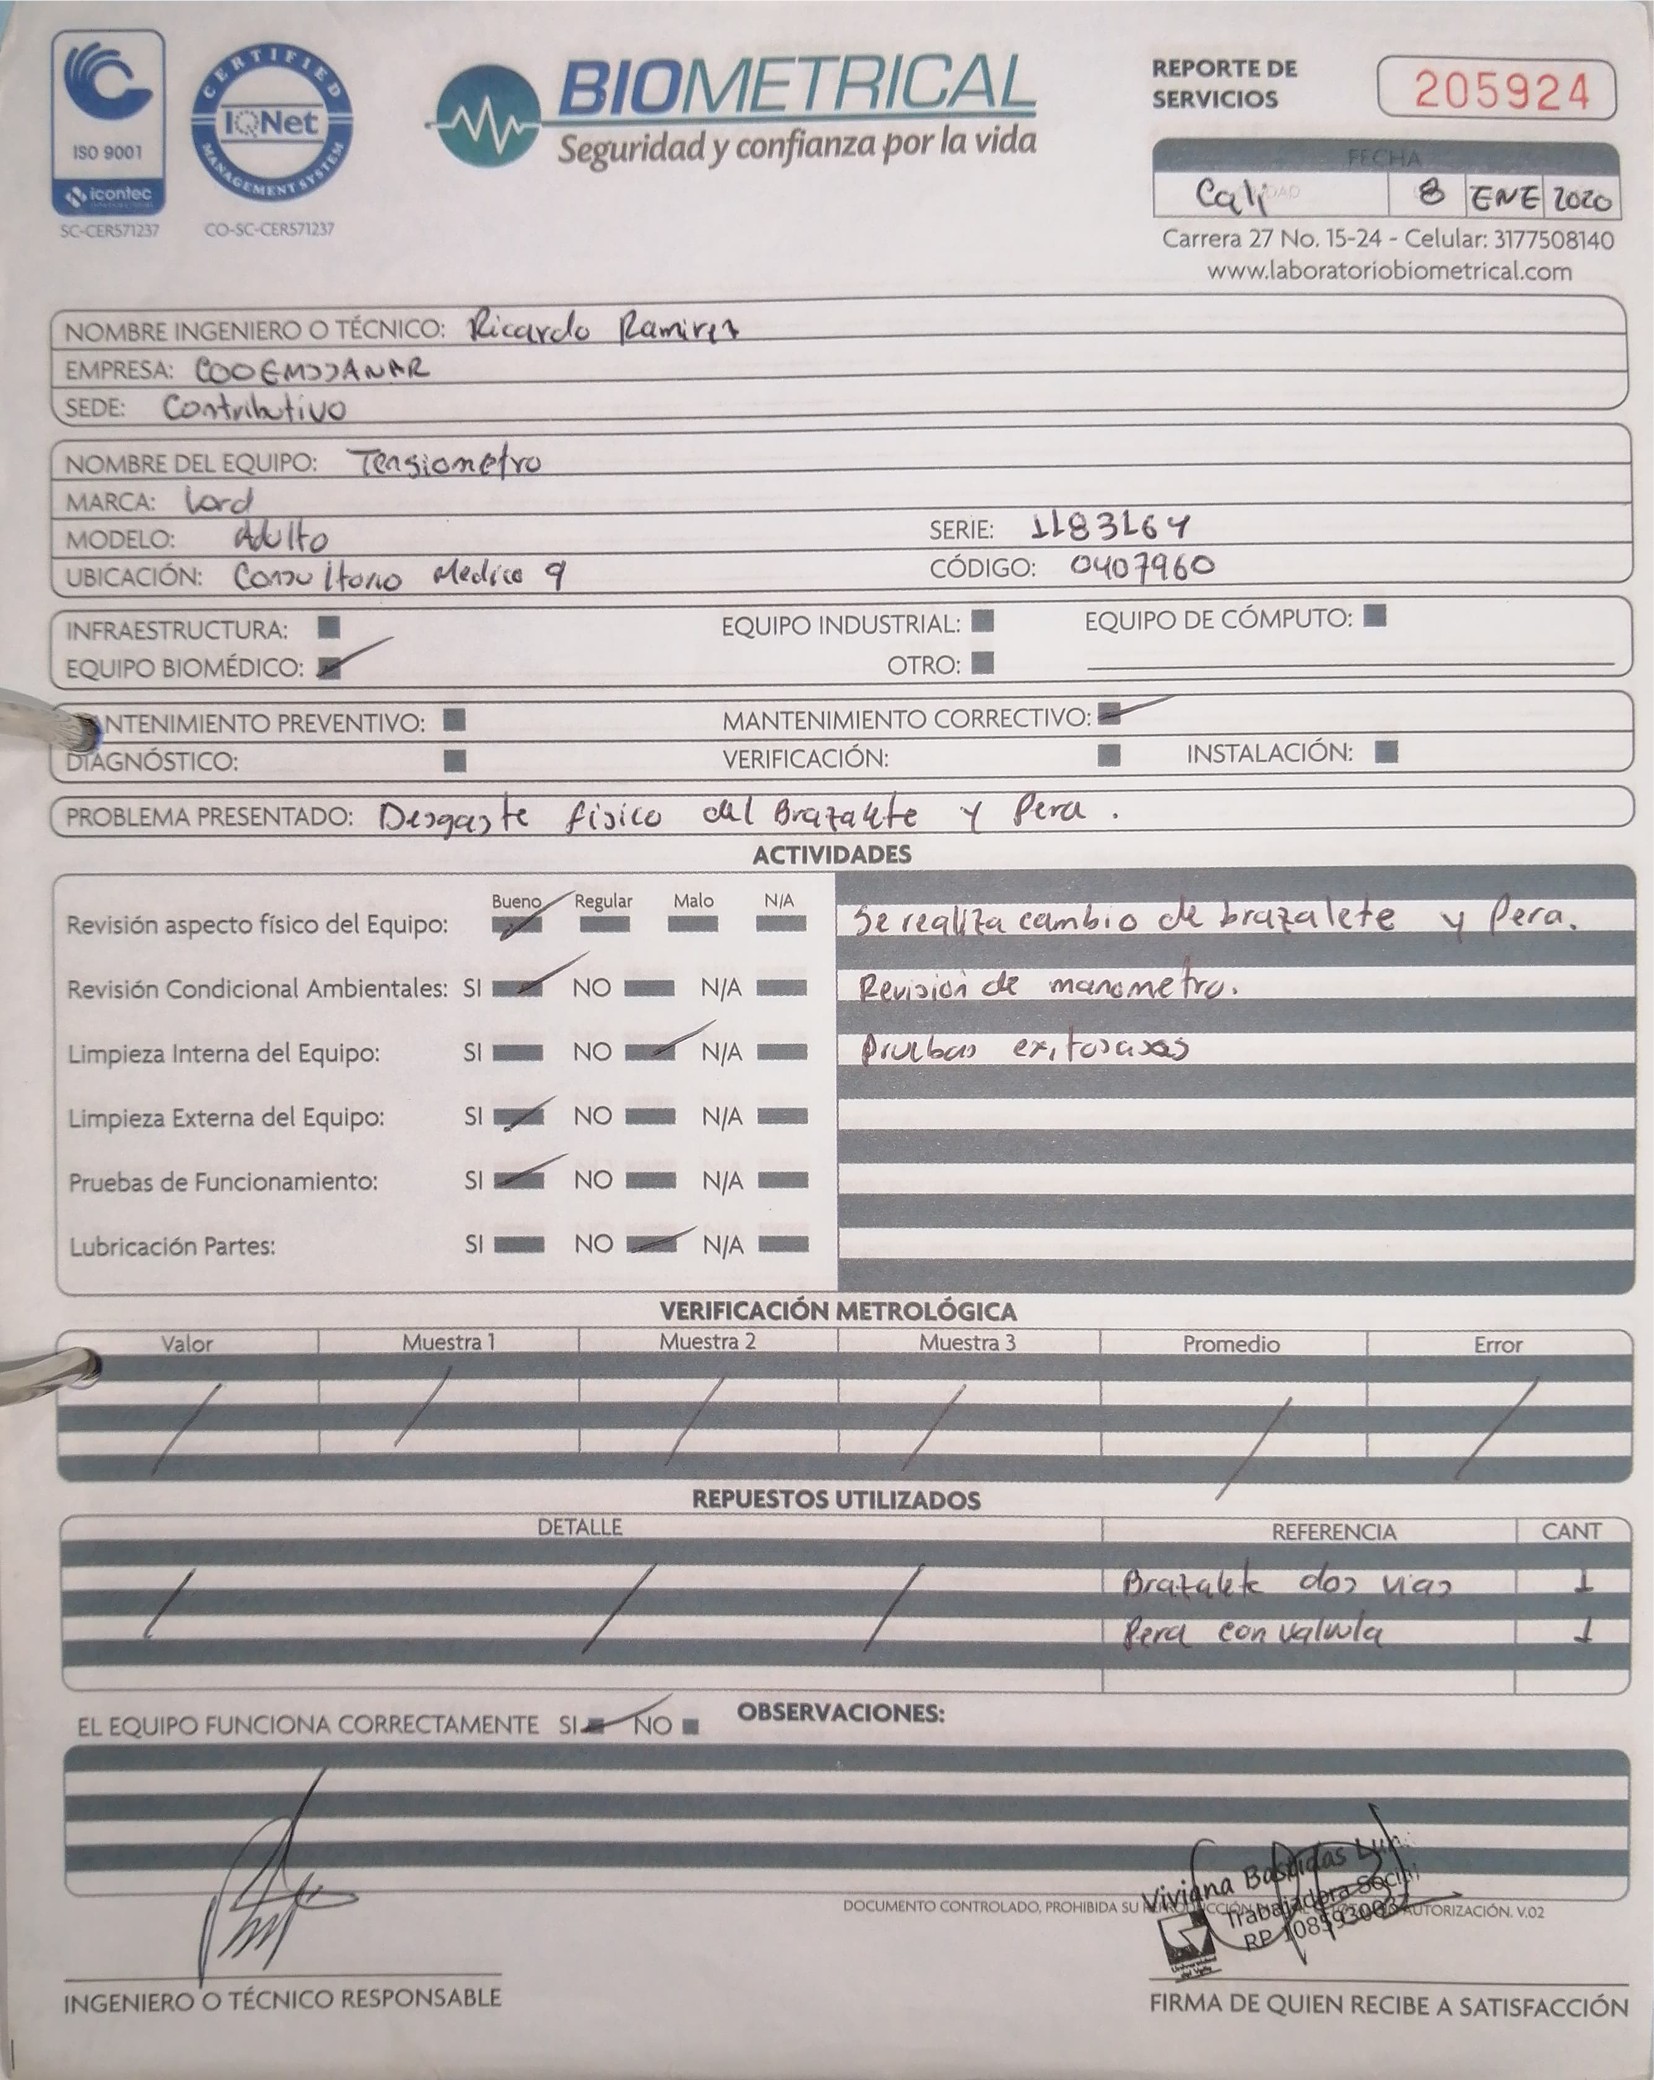 CERTIFIED
IQNet
MANAGEMENT SYSTEM
ISO 9001
icontec
SC-CER571237
CO-SC-CER571237
BIOMETRICAL
Seguridad y confianza por la vida
REPORTE DE
SERVICIOS
205924
FECHA
Cali 8 ENE 2020
Carrera 27 No. 15-24 - Celular: 3177508140
www.laboratoriobiometrical.com
NOMBRE INGENIERO O TÉCNICO: Ricardo Ramirez
EMPRESA: COOEMSSANAR
SEDE: Contributivo
NOMBRE DEL EQUIPO: Tensiometro
MARCA: Lord
MODELO: Adulto SERIE: 1183164
UBICACIÓN: Consultorio Medico 9 CÓDIGO: 0407960
INFRAESTRUCTURA: EQUIPO INDUSTRIAL: EQUIPO DE CÓMPUTO:
EQUIPO BIOMÉDICO: OTRO:
ANTENIMIENTO PREVENTIVO: MANTENIMIENTO CORRECTIVO:
DIAGNÓSTICO: VERIFICACIÓN: INSTALACIÓN:
PROBLEMA PRESENTADO: Desgaste fisico del Brazalete y Pera.
ACTIVIDADES
Bueno Regular Malo N/A
Revisión aspecto físico del Equipo: Se realiza cambio de brazalete y Pera.
Revisión Condicional Ambientales: SI NO N/A Revisión de manometro.
Limpieza Interna del Equipo: SI NO N/A Pruebas exitosasas
Limpieza Externa del Equipo: SI NO N/A
Pruebas de Funcionamiento: SI NO N/A
Lubricación Partes: SI NO N/A
VERIFICACIÓN METROLÓGICA
Valor Muestra 1 Muestra 2 Muestra 3 Promedio Error
REPUESTOS UTILIZADOS
DETALLE REFERENCIA CANT
Brazalete dos vias 1
Pera con valvula 1
EL EQUIPO FUNCIONA CORRECTAMENTE SI NO OBSERVACIONES:
Viviana Bastidas
Trabajadora Social
RP
DOCUMENTO CONTROLADO, PROHIBIDA SU AUTORIZACIÓN. V.02
INGENIERO O TÉCNICO RESPONSABLE
FIRMA DE QUIEN RECIBE A SATISFACCIÓN